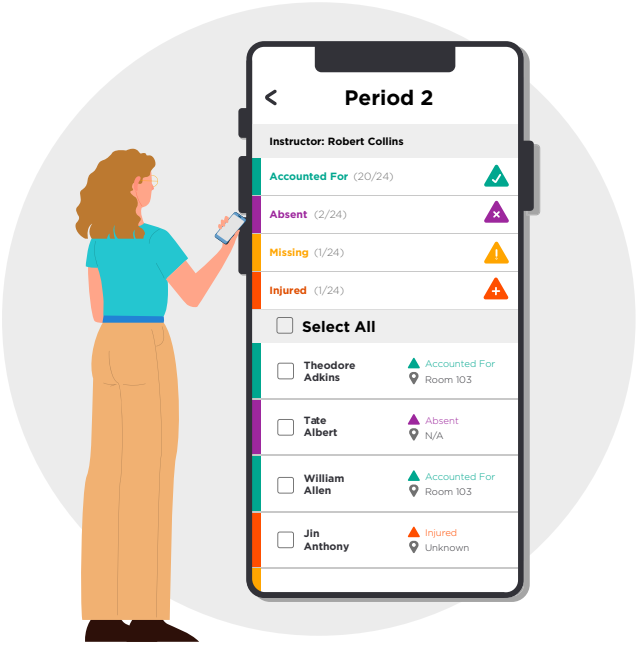 Period 2
Instructor: Robert Collins
Accounted For (20/24)
Absent (2/24)
Missing (1/24)
Injured (1/24)
Select All
Theodore
Adkins
Accounted For
Room 103
Tate
Albert
Absent
N/A
William
Allen
Accounted For
Room 103
Jin
Anthony
Injured
Unknown